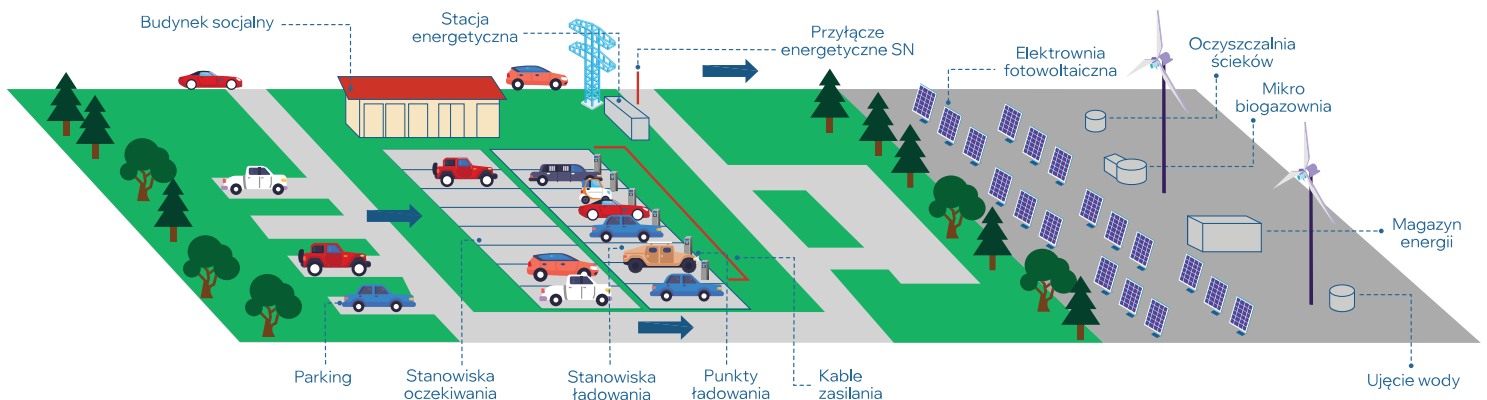 Budynek socjalny
Stacja
energetyczna
Przyłącze
energetyczne SN
Elektrownia
fotowoltaiczna
Oczyszczalnia
ścieków
Mikro
biogazownia
Magazyn
energii
Parking
Stanowiska
oczekiwania
Stanowiska
ładowania
Punkty
ładowania
Kable
zasilania
Ujęcie wody